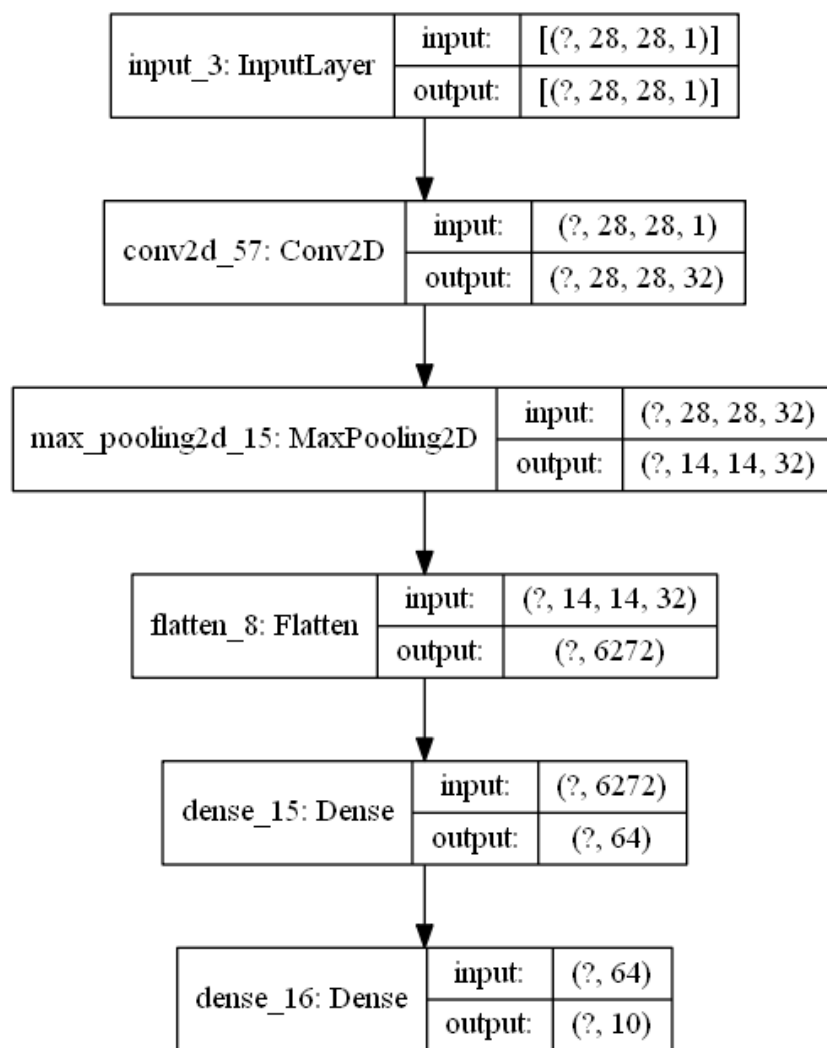 input_3: InputLayer
input: [(?, 28, 28, 1)]
output: [(?, 28, 28, 1)]
conv2d_57: Conv2D
input: (?, 28, 28, 1)
output: (?, 28, 28, 32)
max_pooling2d_15: MaxPooling2D
input: (?, 28, 28, 32)
output: (?, 14, 14, 32)
flatten_8: Flatten
input: (?, 14, 14, 32)
output: (?, 6272)
dense_15: Dense
input: (?, 6272)
output: (?, 64)
dense_16: Dense
input: (?, 64)
output: (?, 10)